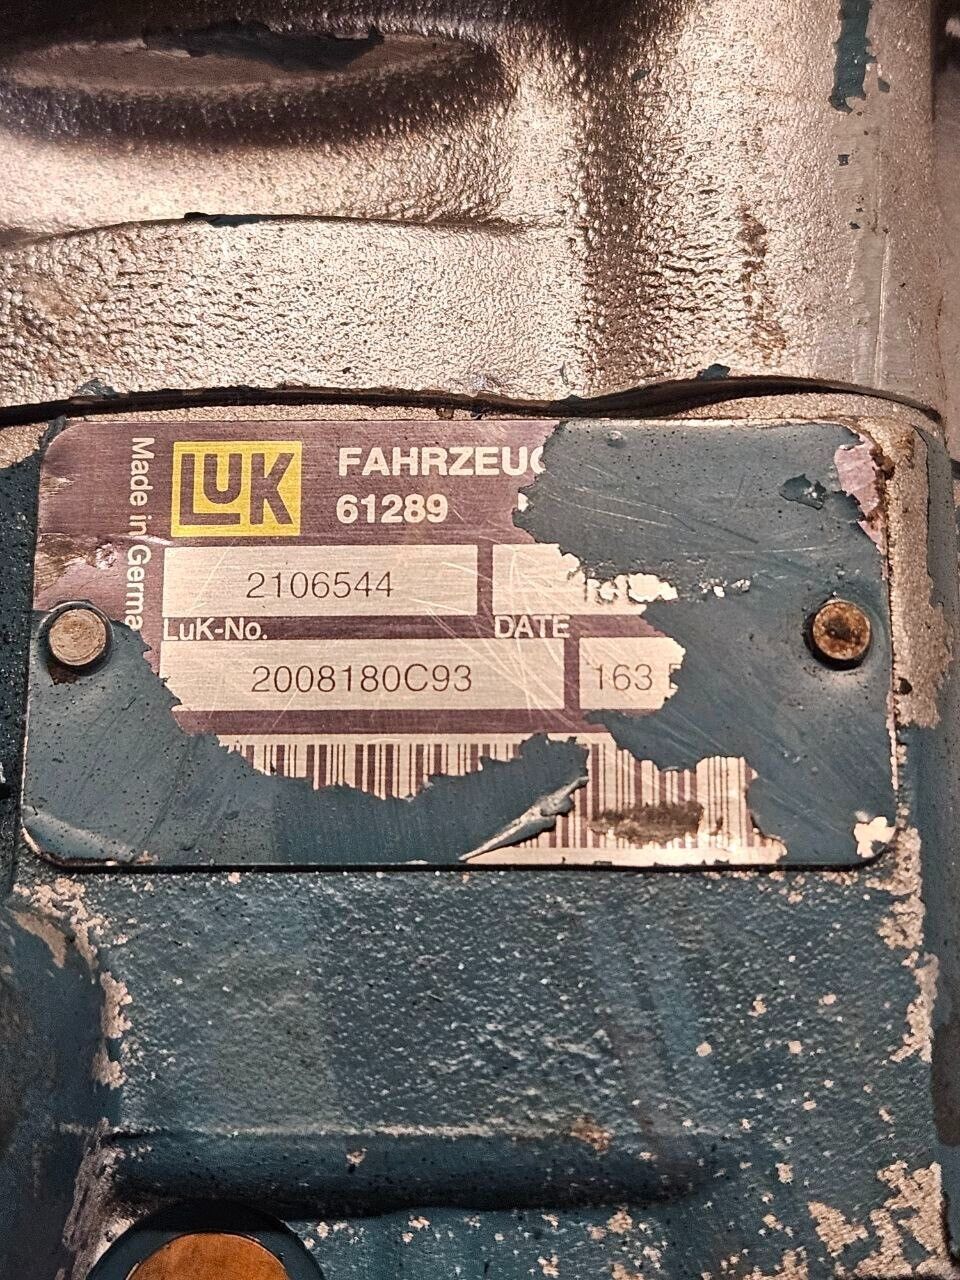 Made in Germa
LuK
FAHRZEUG
61289
2106544
LuK-No. DATE
2008180C93 163